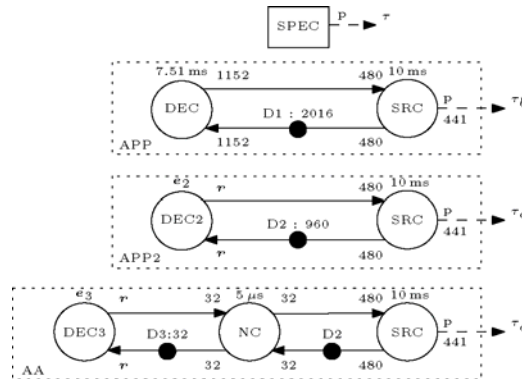 SPEC P τ
7.51 ms 1152 480 10 ms
DEC SRC P
D1 : 2016 441
1152 480
APP
e2 r 480 10 ms
DEC2 SRC P
D2 : 960 441
r 480
APP2
e3 r 32 5 μs 32 480 10 ms
DEC3 NC SRC P
D3:32 D2 441
r 32 32 480
AA